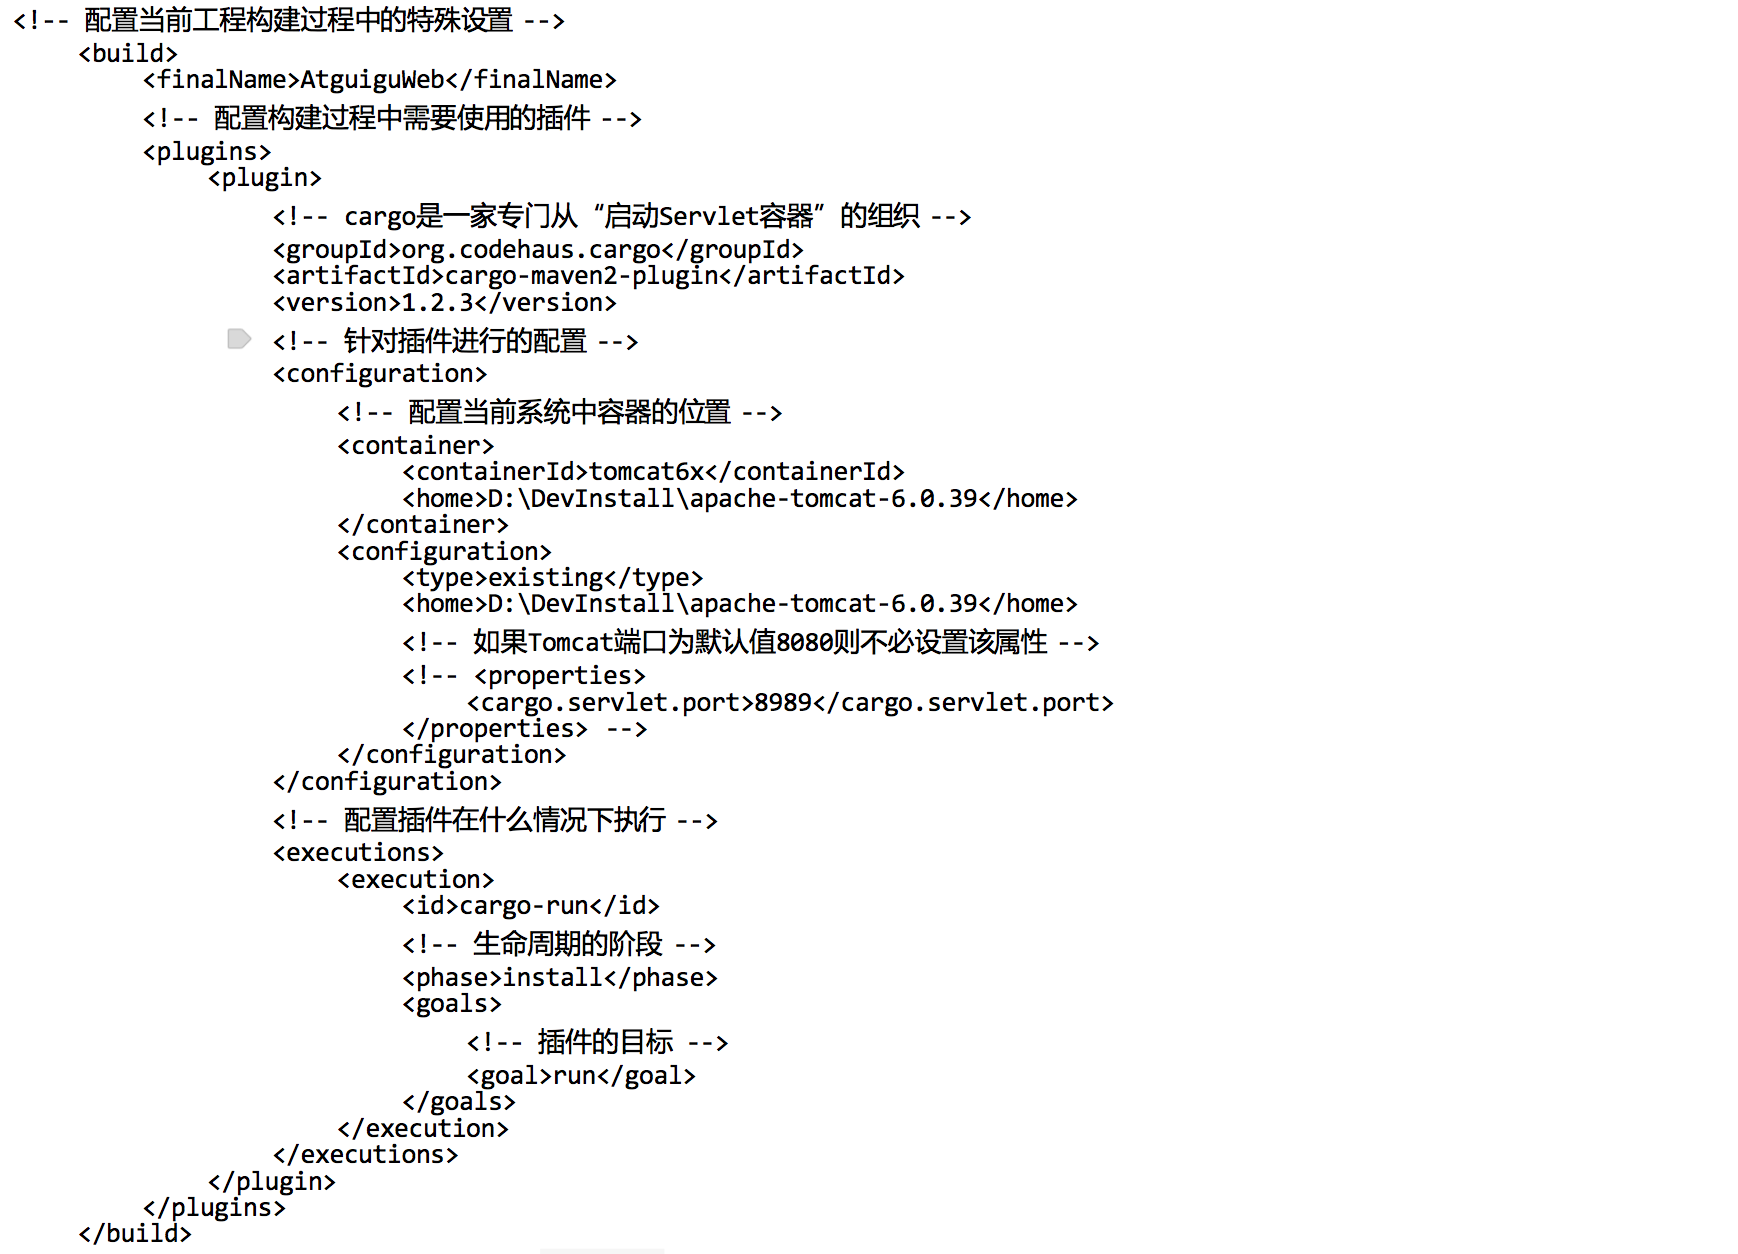 <!-- 配置当前工程构建过程中的特殊设置 -->
<build>
<finalName>AtguiguWeb</finalName>
<!-- 配置构建过程中需要使用的插件 -->
<plugins>
<plugin>
<!-- cargo是一家专门从“启动Servlet容器”的组织 -->
<groupId>org.codehaus.cargo</groupId>
<artifactId>cargo-maven2-plugin</artifactId>
<version>1.2.3</version>
<!-- 针对插件进行的配置 -->
<configuration>
<!-- 配置当前系统中容器的位置 -->
<container>
<containerId>tomcat6x</containerId>
<home>D:\DevInstall\apache-tomcat-6.0.39</home>
</container>
<configuration>
<type>existing</type>
<home>D:\DevInstall\apache-tomcat-6.0.39</home>
<!-- 如果Tomcat端口为默认值8080则不必设置该属性 -->
<!-- <properties>
<cargo.servlet.port>8989</cargo.servlet.port>
</properties> -->
</configuration>
</configuration>
<!-- 配置插件在什么情况下执行 -->
<executions>
<execution>
<id>cargo-run</id>
<!-- 生命周期的阶段 -->
<phase>install</phase>
<goals>
<!-- 插件的目标 -->
<goal>run</goal>
</goals>
</execution>
</executions>
</plugin>
</plugins>
</build>